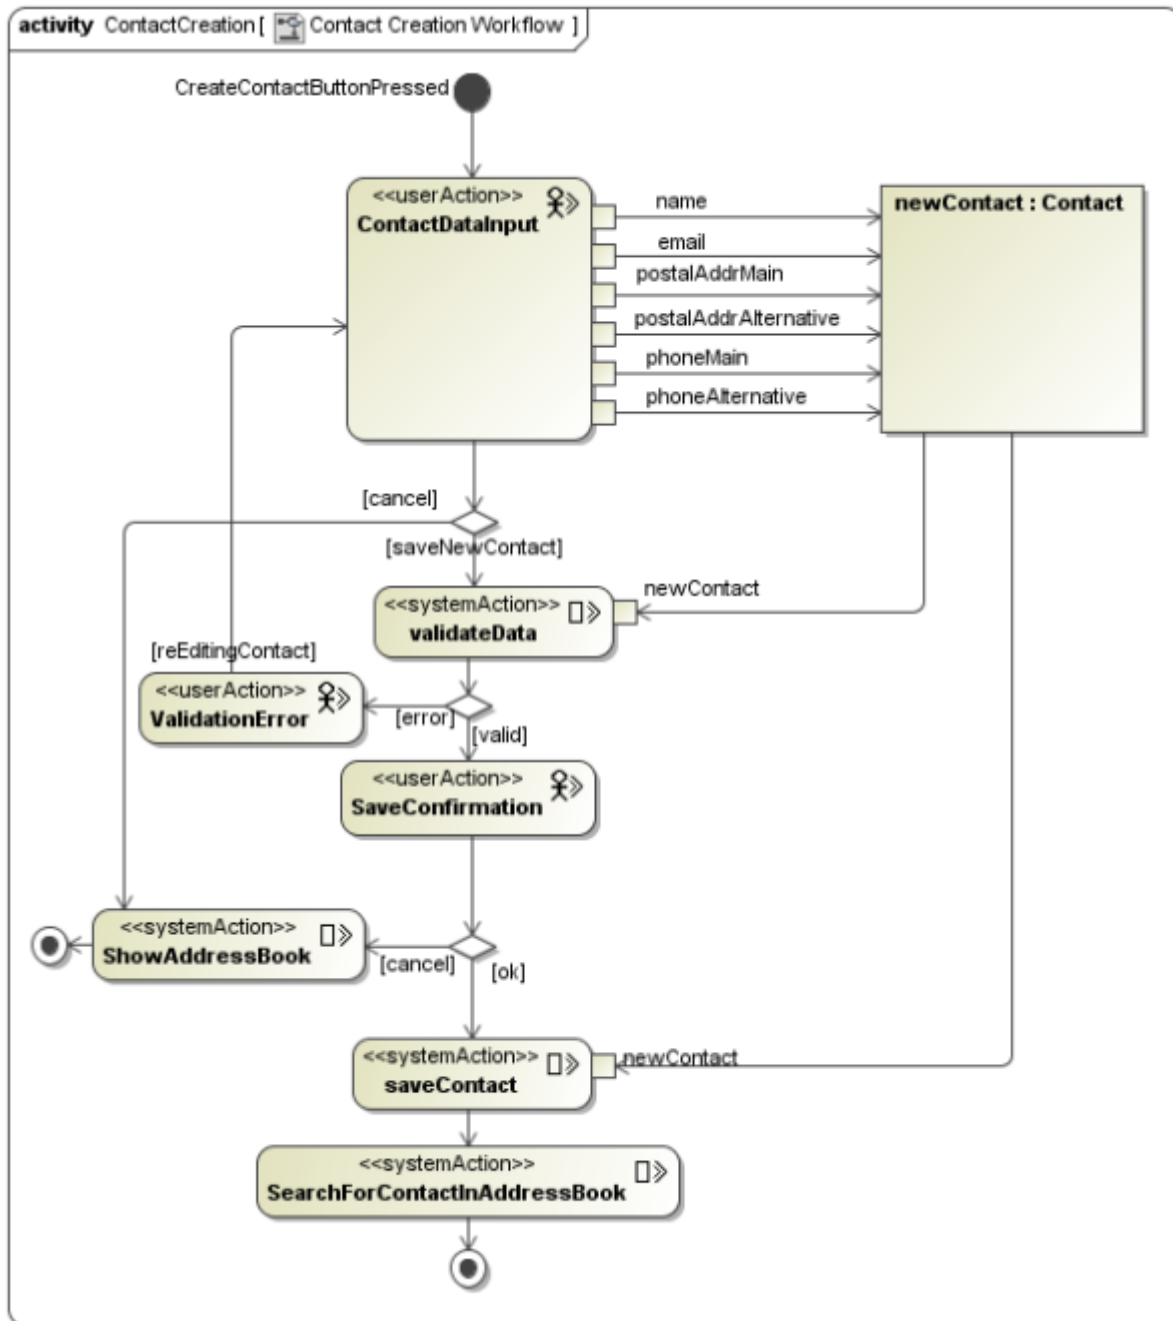 activity ContactCreation [ Contact Creation Workflow ]
CreateContactButtonPressed
<<userAction>>
ContactDataInput
name
email
postalAddrMain
postalAddrAlternative
phoneMain
phoneAlternative
newContact : Contact
[cancel]
[saveNewContact]
<<systemAction>>
validateData
newContact
[reEditingContact]
<<userAction>>
ValidationError
[error]
[valid]
<<userAction>>
SaveConfirmation
<<systemAction>>
ShowAddressBook
[cancel]
[ok]
<<systemAction>>
saveContact
newContact
<<systemAction>>
SearchForContactInAddressBook